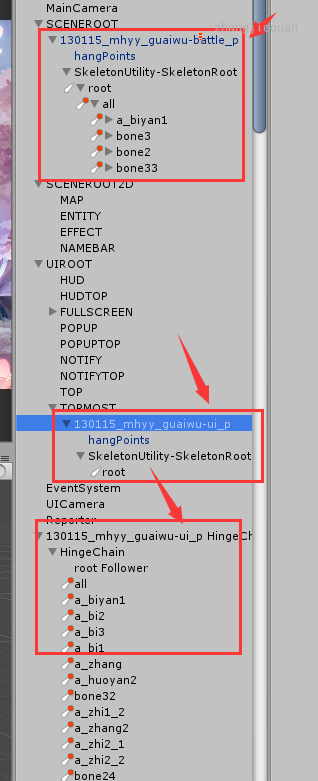 MainCamera
SCENEROOT
130115_mhyy_guaiwu-battle_p
hangPoints
SkeletonUtility-SkeletonRoot
root
all
a_biyan1
bone3
bone2
bone33
SCENEROOT2D
MAP
ENTITY
EFFECT
NAMEBAR
UIROOT
HUD
HUDTOP
FULLSCREEN
POPUP
POPUPTOP
NOTIFY
NOTIFYTOP
TOP
TOPMOST
130115_mhyy_guaiwu-ui_p
hangPoints
SkeletonUtility-SkeletonRoot
root
EventSystem
UICamera
Reporter
130115_mhyy_guaiwu-ui_p HingeCh
HingeChain
root Follower
all
a_biyan1
a_bi2
a_bi3
a_bi1
a_zhang
a_huoyan2
bone32
a_zhi1_2
a_zhang2
a_zhi2_1
a_zhi2_2
bone24